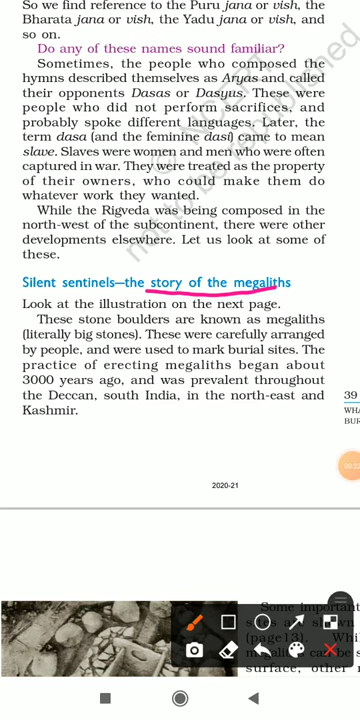 So we find reference to the Puru jana or vish, the
Bharata jana or vish, the Yadu jana or vish, and
so on.
Do any of these names sound familiar?
Sometimes, the people who composed the
hymns described themselves as Aryas and called
their opponents Dasas or Dasyus. These were
people who did not perform sacrifices, and
probably spoke different languages. Later, the
term dasa (and the feminine dasi) came to mean
slave. Slaves were women and men who were often
captured in war. They were treated as the property
of their owners, who could make them do
whatever work they wanted.
While the Rigveda was being composed in the
north-west of the subcontinent, there were other
developments elsewhere. Let us look at some of
these.
Silent sentinels—the story of the megaliths
Look at the illustration on the next page.
These stone boulders are known as megaliths
(literally big stones). These were carefully arranged
by people, and were used to mark burial sites. The
practice of erecting megaliths began about
3000 years ago, and was prevalent throughout
the Deccan, south India, in the north-east and
Kashmir.
39
WHA
BUR
2020-21
Some important
(page 13). Whi
surface, other
not to be republished